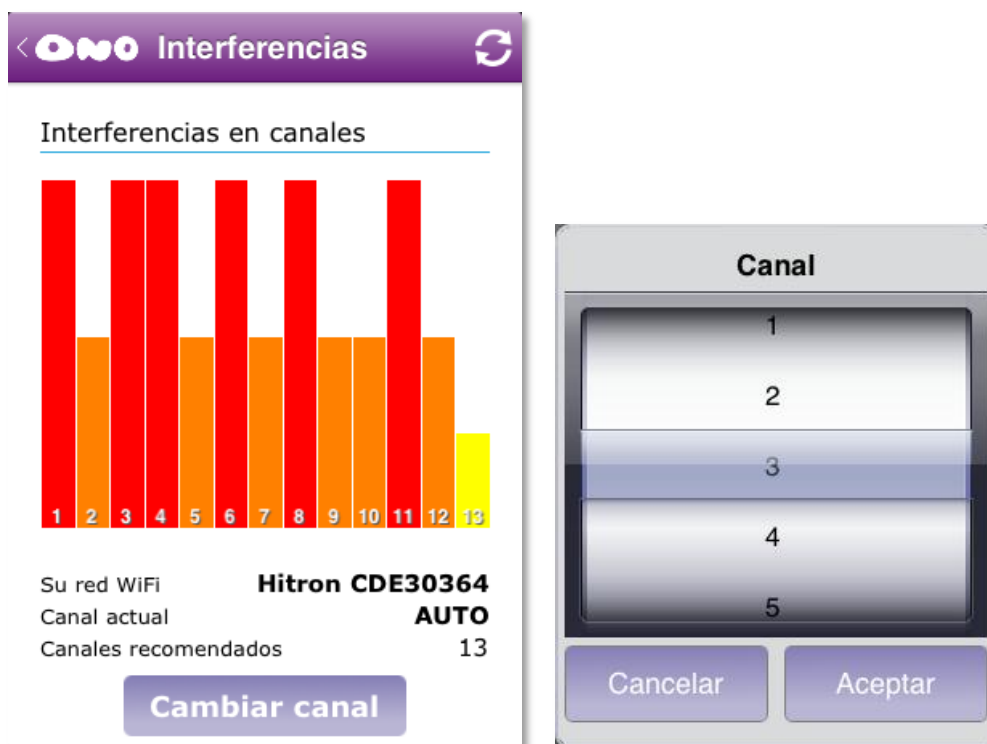 ONO Interferencias
Interferencias en canales
1 2 3 4 5 6 7 8 9 10 11 12 13
Su red WiFi Hitron CDE30364
Canal actual AUTO
Canales recomendados 13
Cambiar canal
Canal
1
2
3
4
5
Cancelar Aceptar